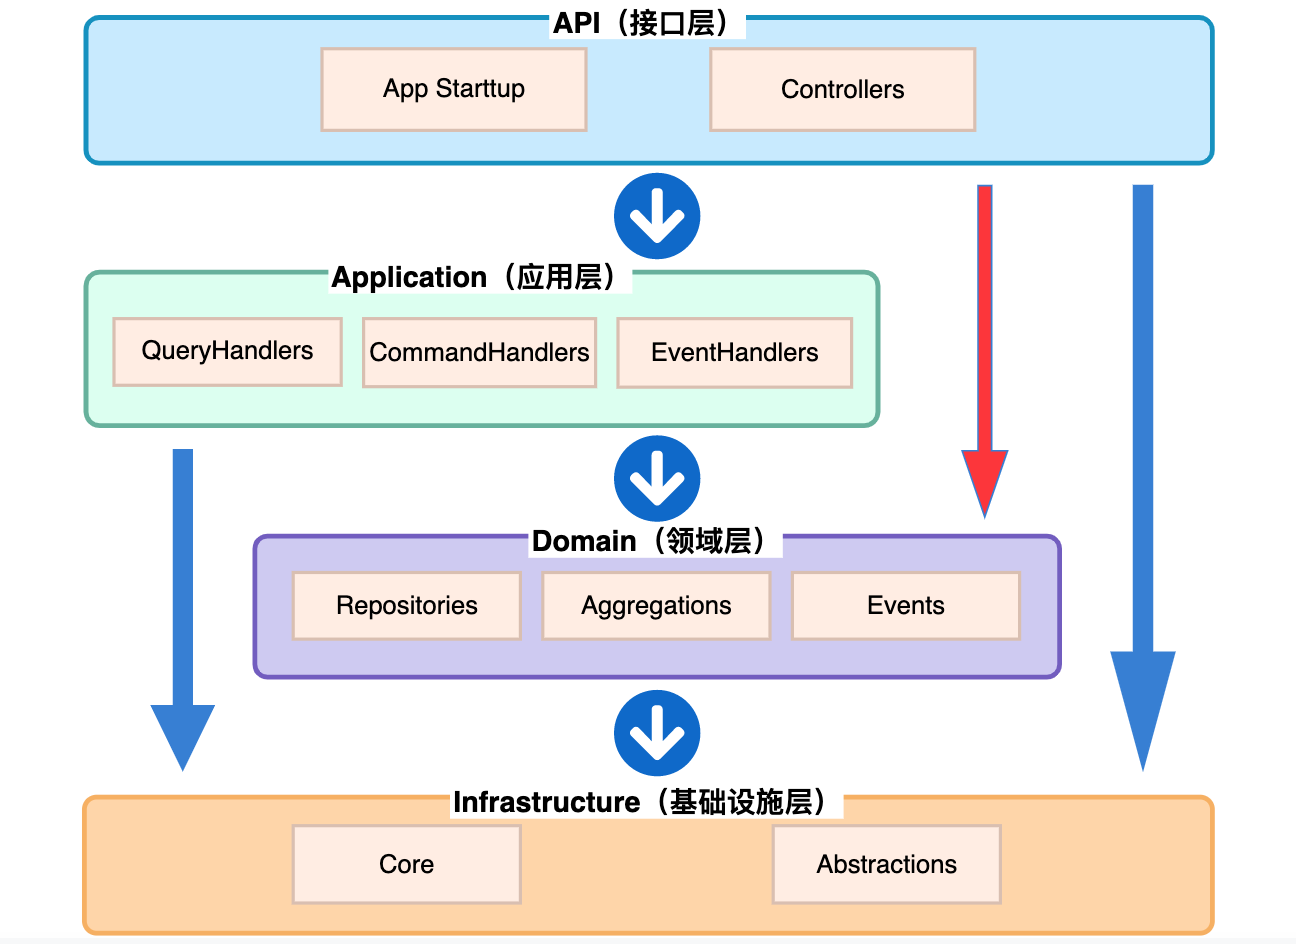 API（接口层）
App Starttup
Controllers
Application（应用层）
QueryHandlers
CommandHandlers
EventHandlers
Domain（领域层）
Repositories
Aggregations
Events
Infrastructure（基础设施层）
Core
Abstractions